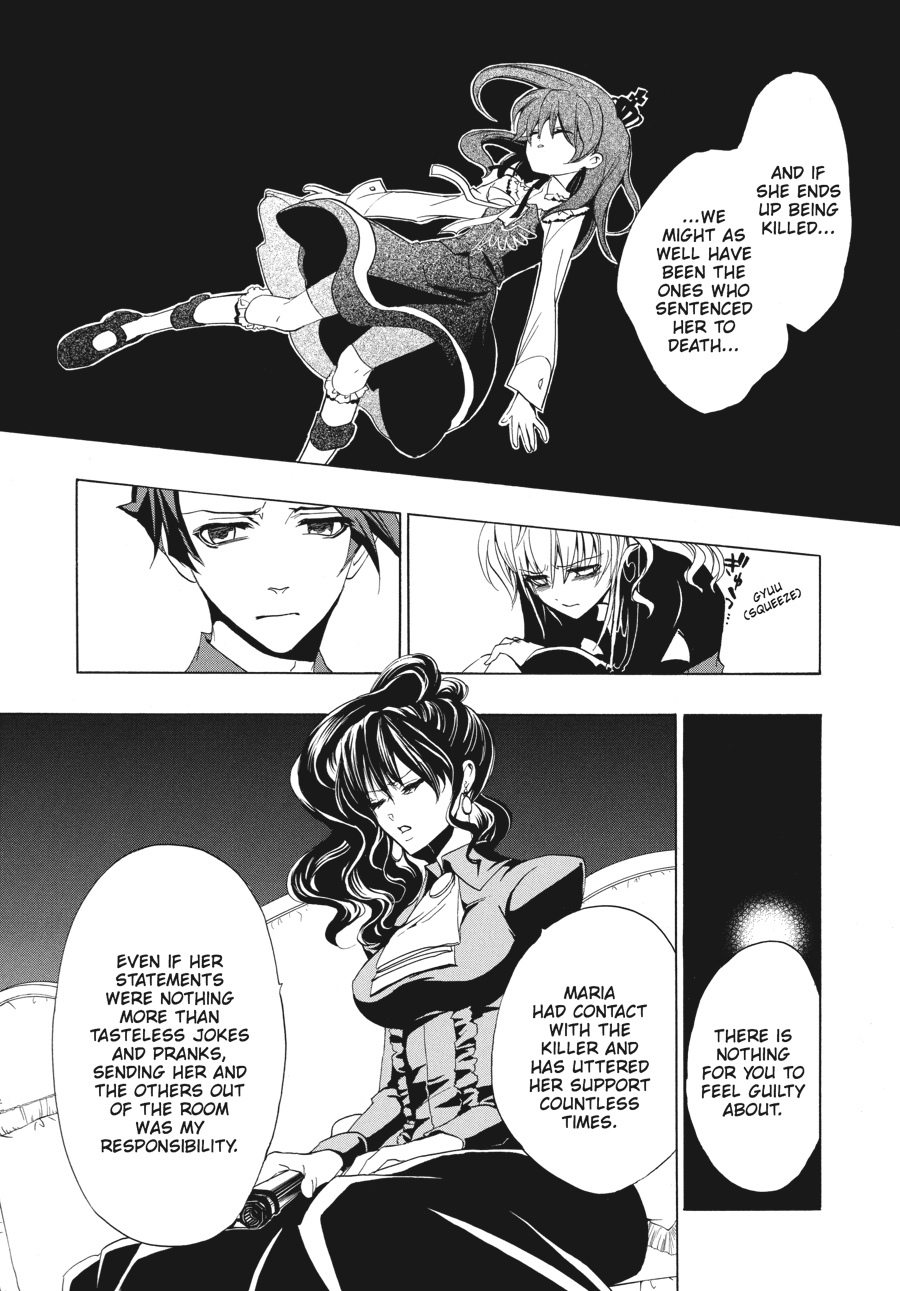 AND IF
SHE ENDS
UP BEING
KILLED...
...WE
MIGHT AS
WELL HAVE
BEEN THE
ONES WHO
SENTENCED
HER TO
DEATH...
ギュ...
GYUU
(SQUEEZE)
THERE IS
NOTHING
FOR YOU TO
FEEL GUILTY
ABOUT.
MARIA
HAD CONTACT
WITH THE
KILLER AND
HAS UTTERED
HER SUPPORT
COUNTLESS
TIMES.
EVEN IF HER
STATEMENTS
WERE NOTHING
MORE THAN
TASTELESS JOKES
AND PRANKS,
SENDING HER AND
THE OTHERS OUT
OF THE ROOM
WAS MY
RESPONSIBILITY.